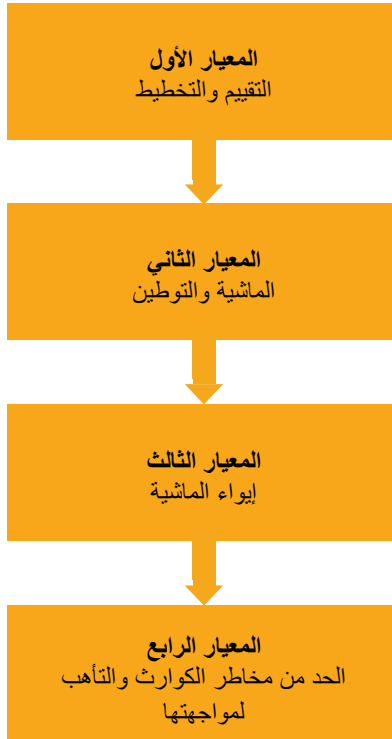 المعيار الأول
التقييم والتخطيط
المعيار الثاني
الماشية والتوطين
المعيار الثالث
إيواء الماشية
المعيار الرابع
الحد من مخاطر الكوارث والتأهب
لمواجهتها